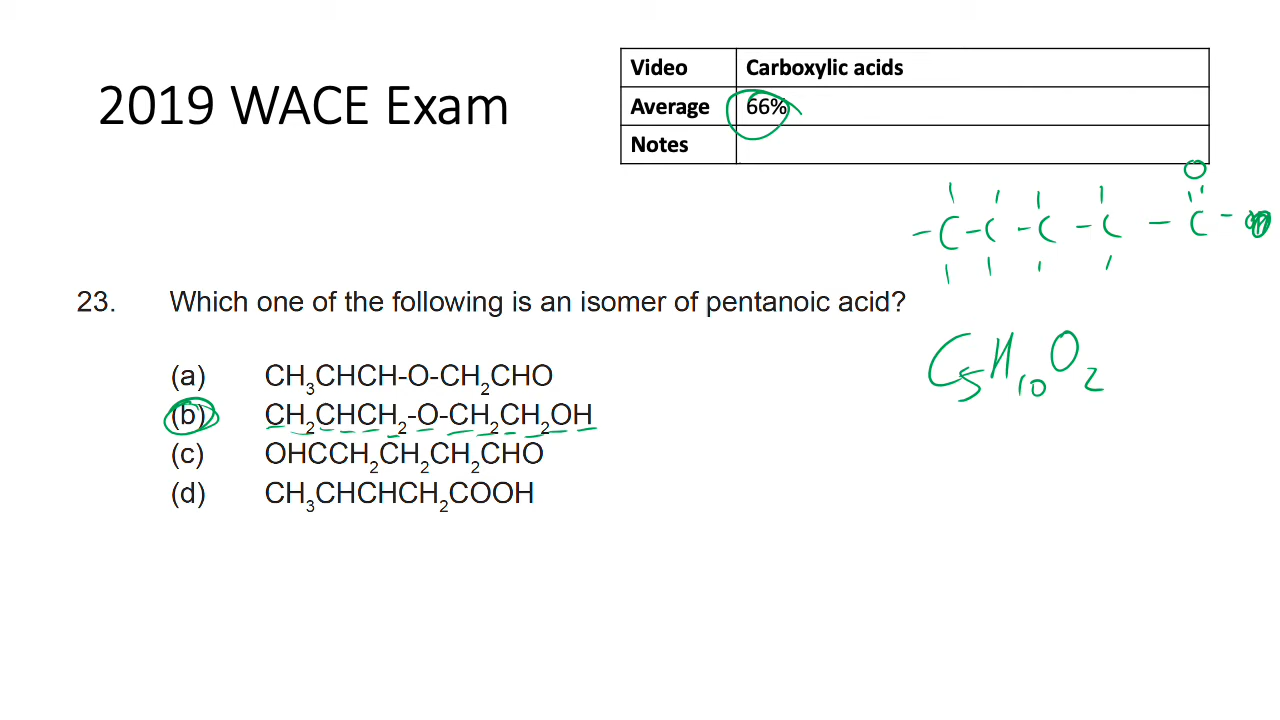 2019 WACE Exam
Video Carboxylic acids
Average 66%
Notes
O
- C - C - C - C - C -
23. Which one of the following is an isomer of pentanoic acid?
C₅H₁₀O₂
(a) CH₃CHCH-O-CH₂CHO
(b) CH₂CHCH₂-O-CH₂CH₂OH
(c) OHCCH₂CH₂CH₂CHO
(d) CH₃CHCHCH₂COOH